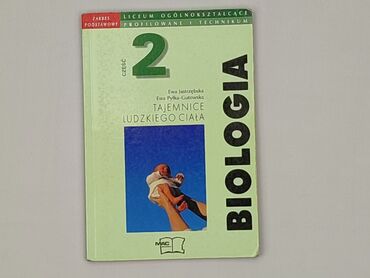 ZAKRES
PODSTAWOWY
LICEUM OGÓLNOKSZTAŁCĄCE
PROFILOWANE I TECHNIKUM
CZĘŚĆ
2
Ewa Jastrzębska
Ewa Pyłka-Gutowska
TAJEMNICE
LUDZKIEGO CIAŁA
BIOLOGIA
MAC